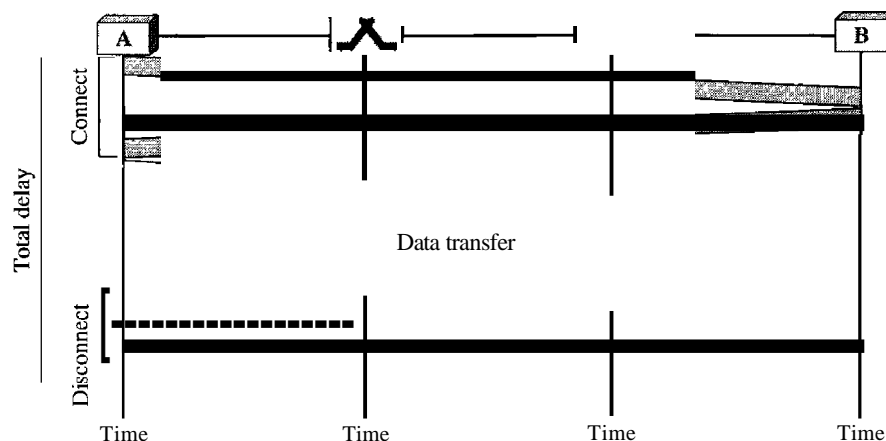 A
B
Connect
Total delay
Data transfer
Disconnect
Time
Time
Time
Time